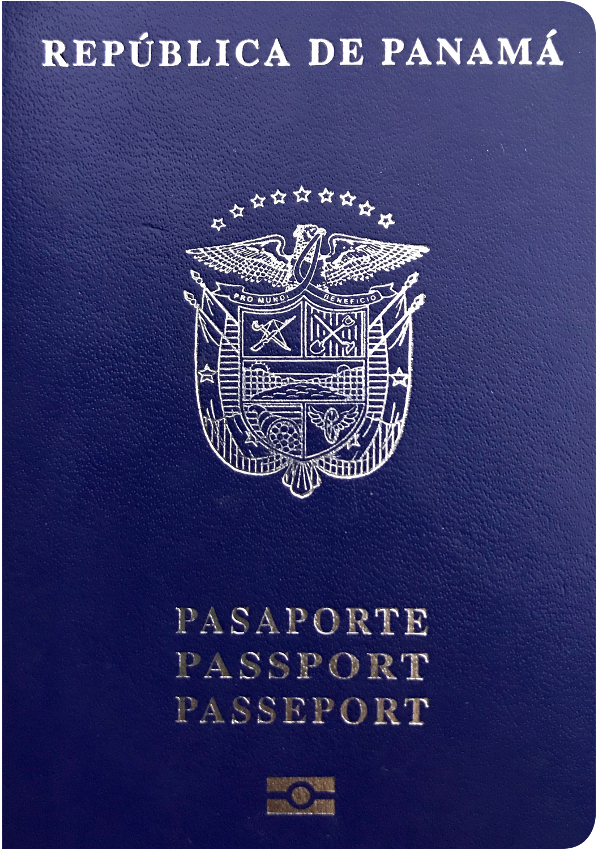 REPÚBLICA DE PANAMÁ
PRO MUNDI BENEFICIO
PASAPORTE
PASSPORT
PASSEPORT